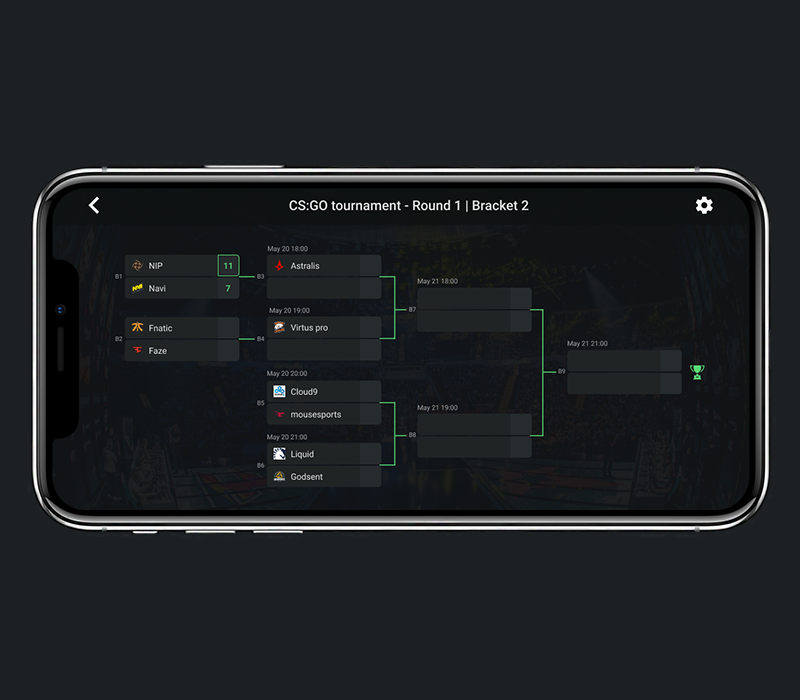 CS:GO tournament - Round 1 | Bracket 2
B1
NIP 11
Navi 7
B2
Fnatic
Faze
May 20 18:00
B3
Astralis
May 20 19:00
B4
Virtus pro
May 20 20:00
B5
Cloud9
mousesports
May 20 21:00
B6
Liquid
Godsent
May 21 18:00
B7
May 21 19:00
B8
May 21 21:00
B9